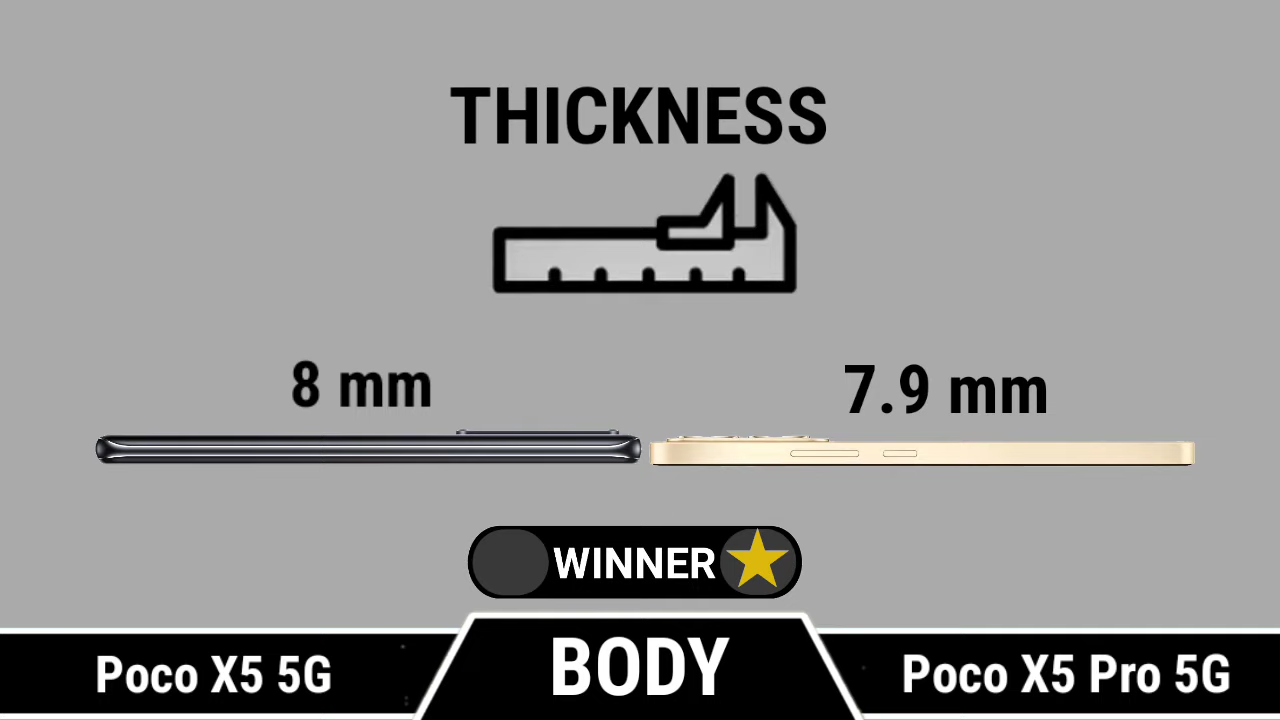 THICKNESS
8 mm
7.9 mm
WINNER
Poco X5 5G
BODY
Poco X5 Pro 5G